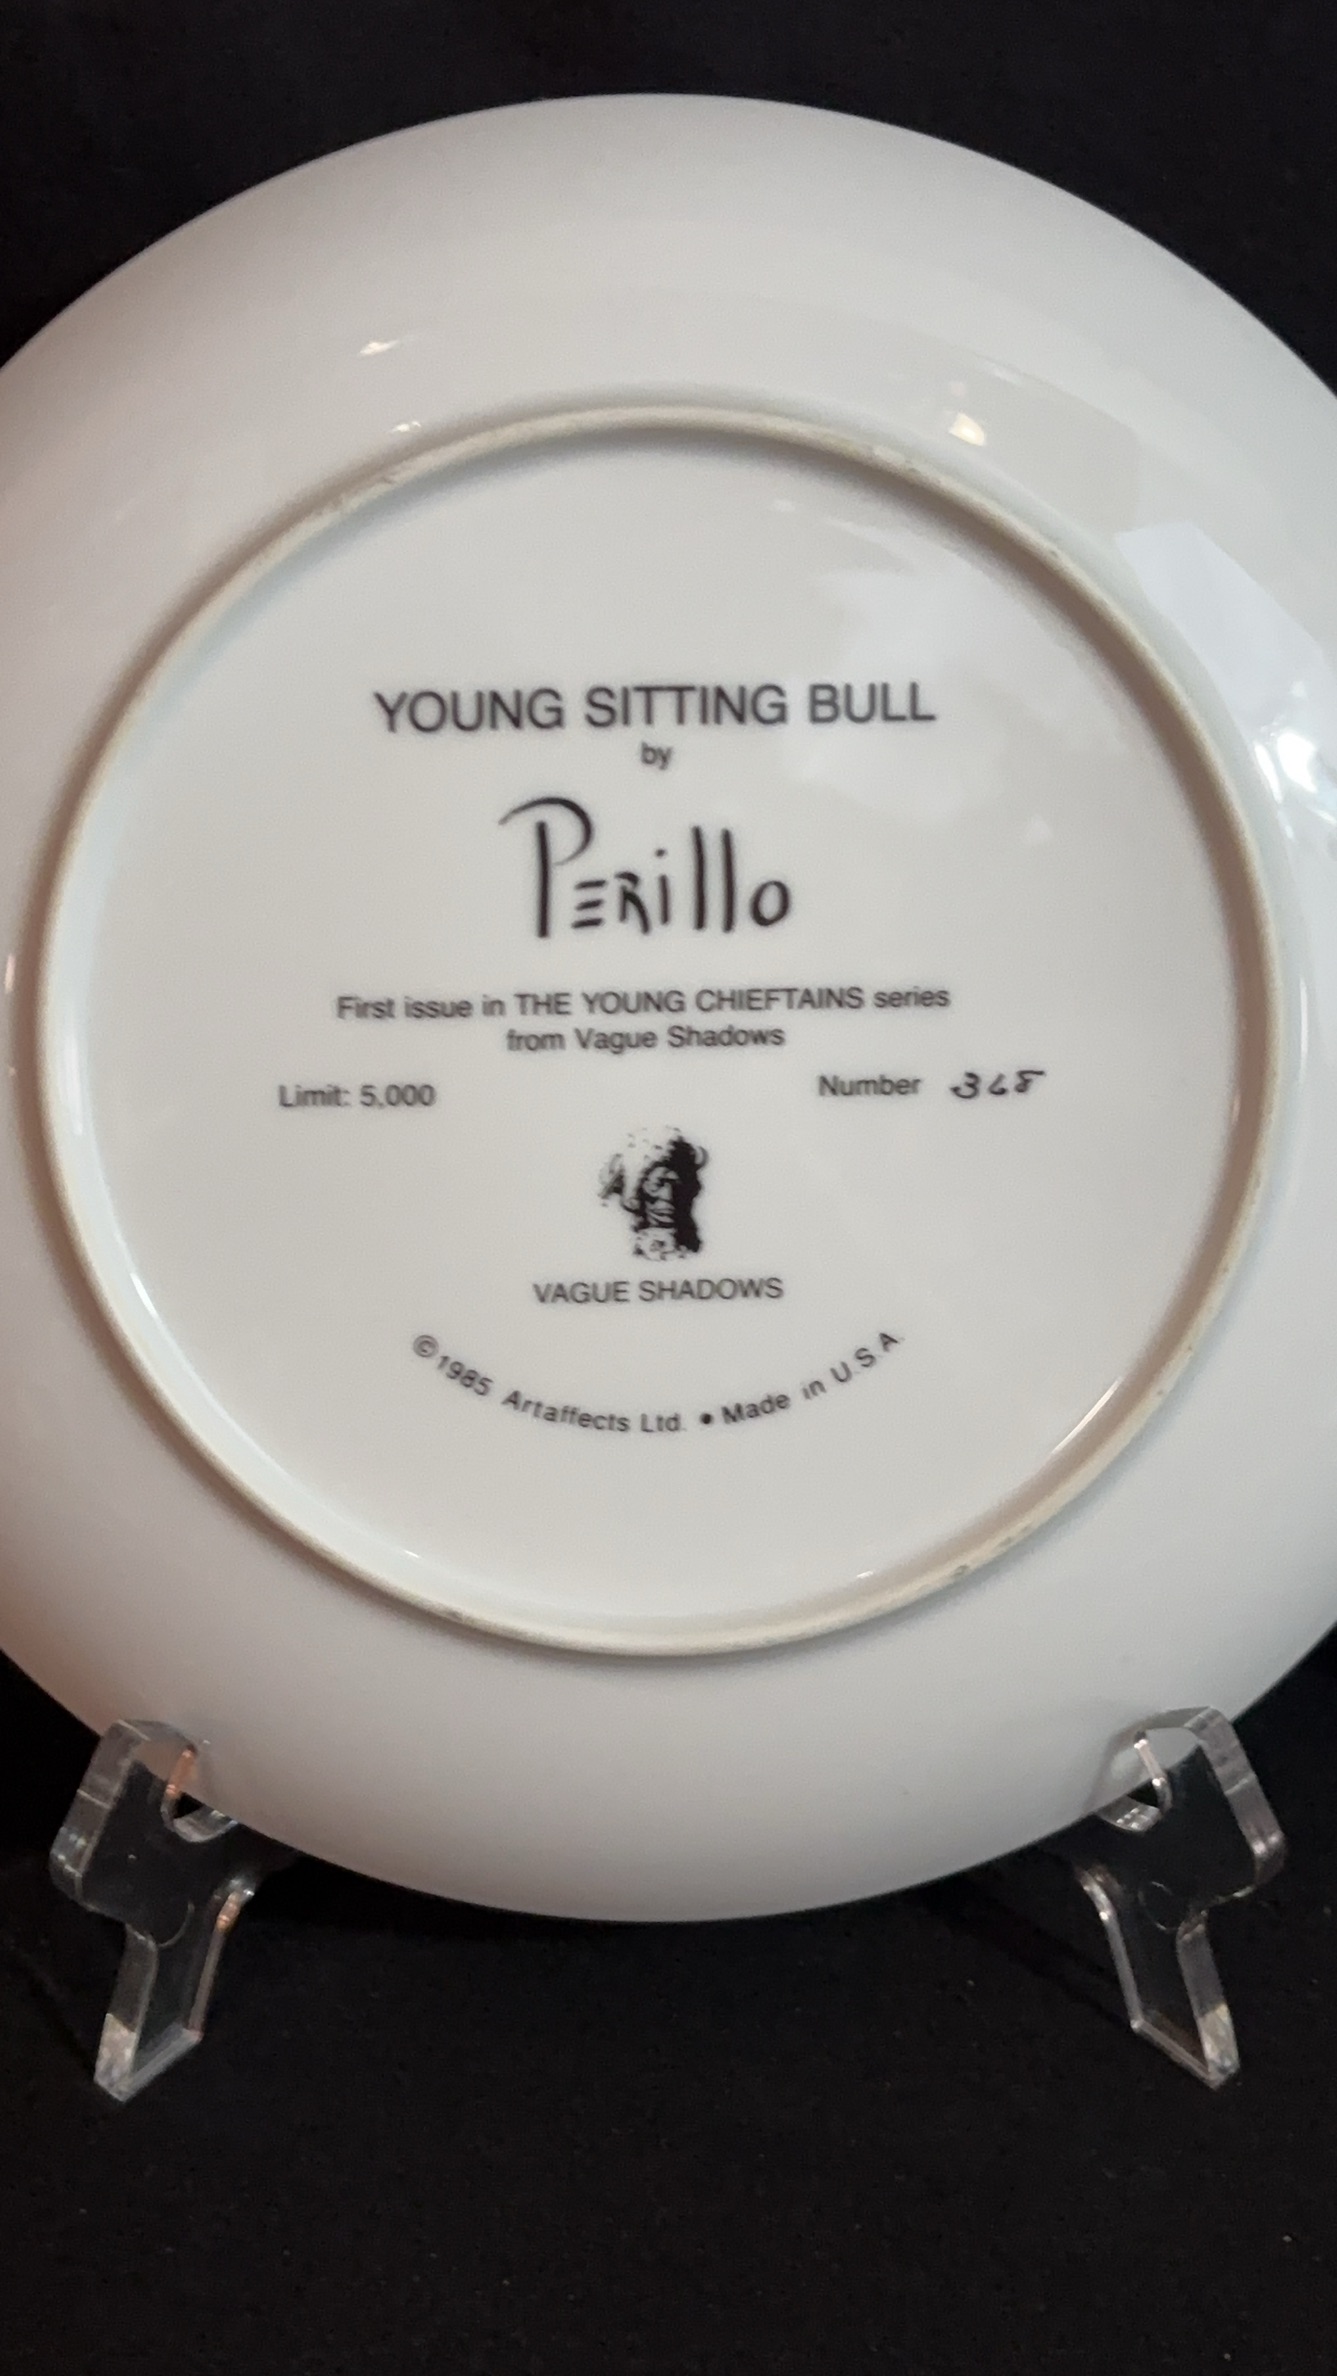 YOUNG SITTING BULL
by
PERillo
First issue in THE YOUNG CHIEFTAINS series
from Vague Shadows
Limit: 5,000
Number 368
VAGUE SHADOWS
©1985 Artaffects Ltd. • Made in U.S.A.